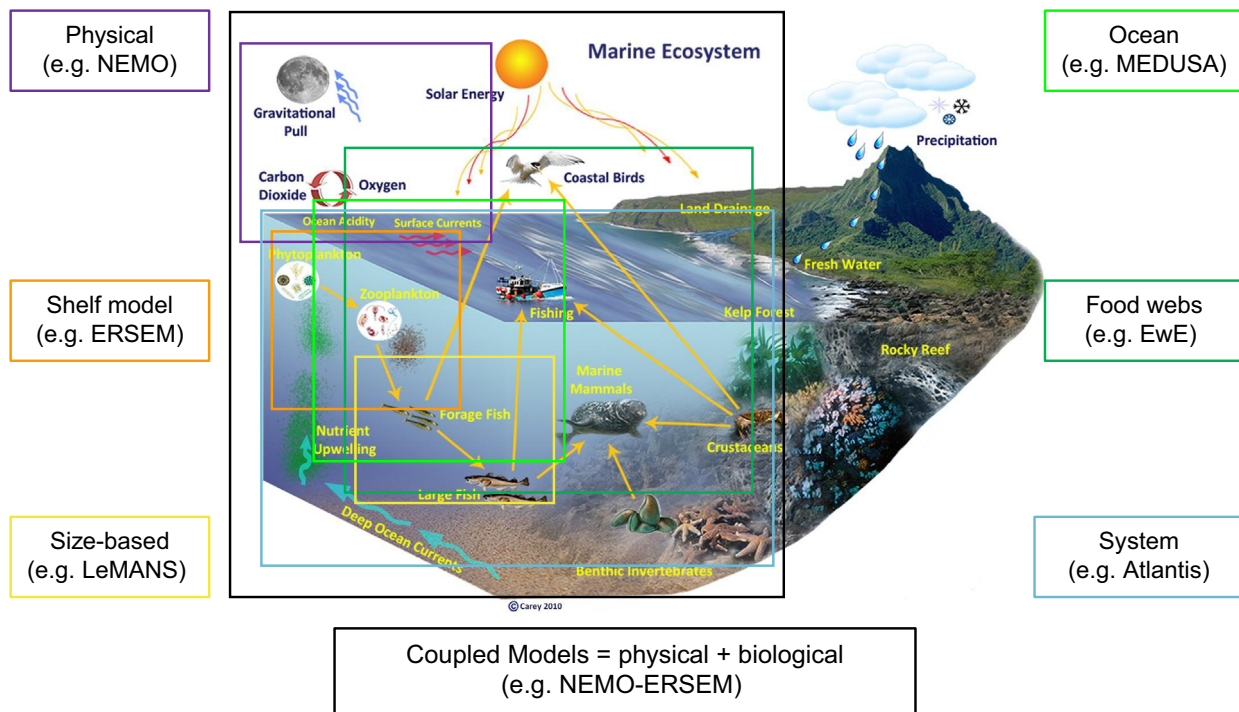 Physical
(e.g. NEMO)
Marine Ecosystem
Ocean
(e.g. MEDUSA)
Solar Energy
Gravitational
Pull
Precipitation
Carbon
Dioxide
Oxygen
Coastal Birds
Ocean Acidity
Surface Currents
Land Drainage
Phytoplankton
Fresh Water
Shelf model
(e.g. ERSEM)
Zooplankton
Fishing
Kelp Forest
Food webs
(e.g. EwE)
Rocky Reef
Marine
Mammals
Forage Fish
Nutrient
Upwelling
Crustaceans
Large Fish
Deep Ocean Currents
Size-based
(e.g. LeMANS)
Benthic Invertebrates
System
(e.g. Atlantis)
© Carey 2010
Coupled Models = physical + biological
(e.g. NEMO-ERSEM)